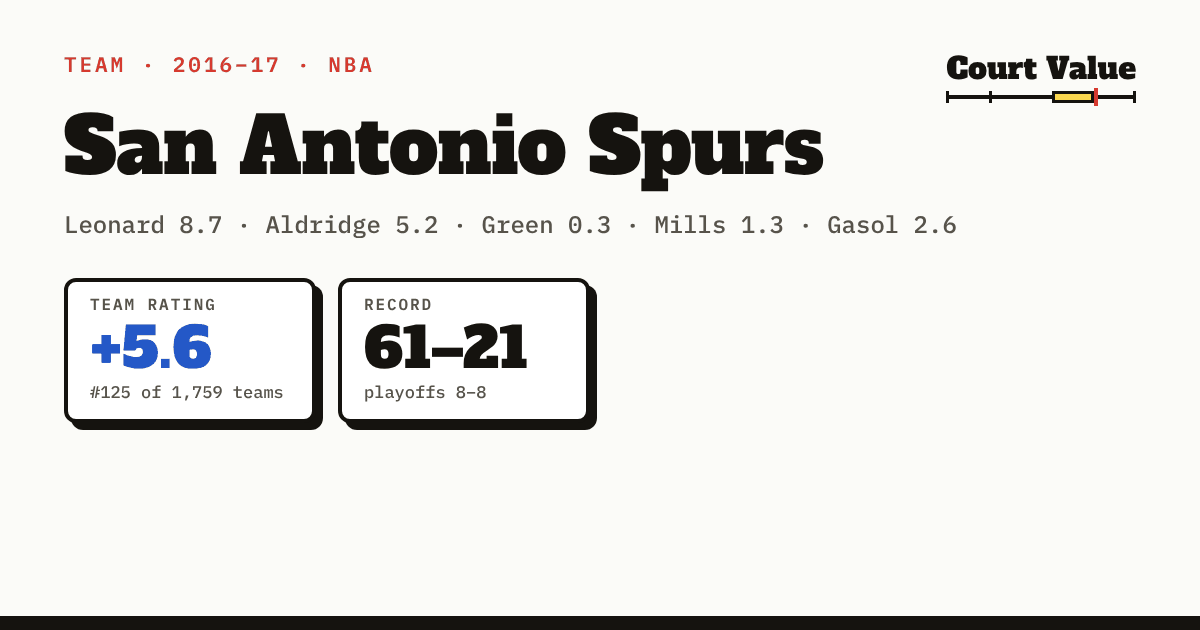 TEAM · 2016–17 · NBA
Court Value
San Antonio Spurs
Leonard 8.7 · Aldridge 5.2 · Green 0.3 · Mills 1.3 · Gasol 2.6
TEAM RATING
+5.6
#125 of 1,759 teams
RECORD
61–21
playoffs 8–8